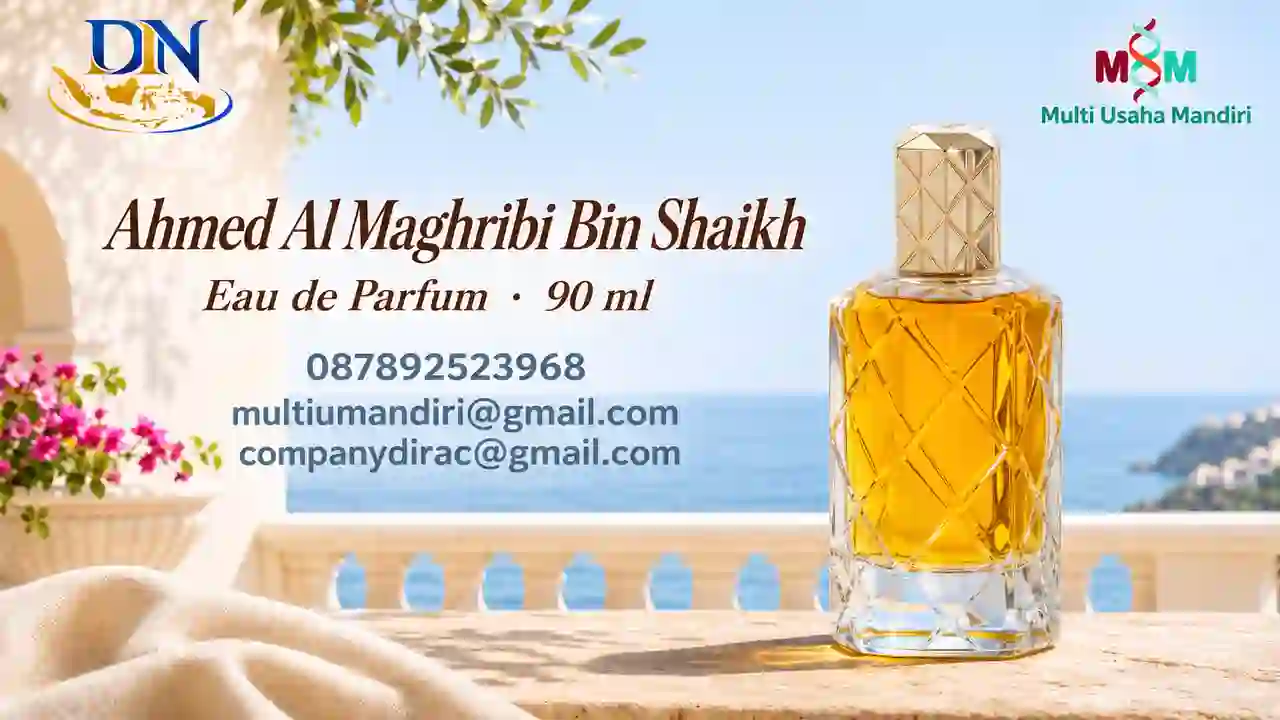 DN
M8M
Multi Usaha Mandiri
Ahmed Al Maghribi Bin Shaikh
Eau de Parfum · 90 ml
087892523968
multiumandiri@gmail.com
companydirac@gmail.com